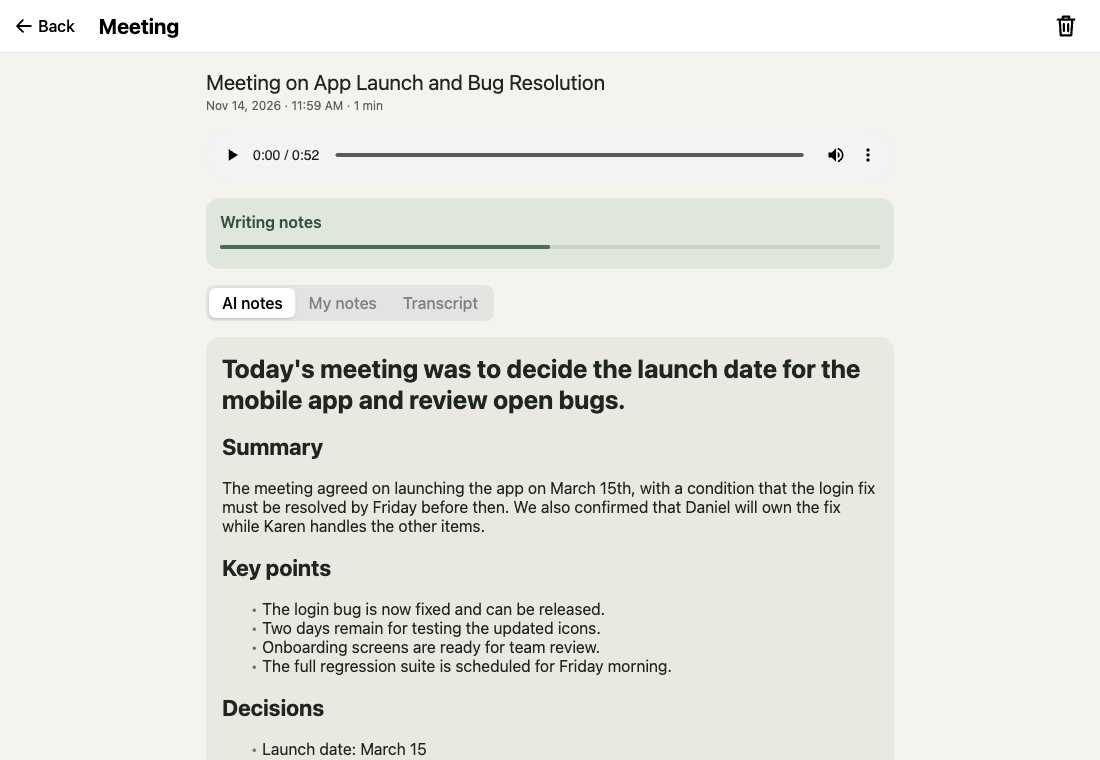 Back
Meeting
Meeting on App Launch and Bug Resolution
Nov 14, 2026 · 11:59 AM · 1 min
0:00 / 0:52
Writing notes
AI notes
My notes
Transcript
Today's meeting was to decide the launch date for the
mobile app and review open bugs.
Summary
The meeting agreed on launching the app on March 15th, with a condition that the login fix
must be resolved by Friday before then. We also confirmed that Daniel will own the fix
while Karen handles the other items.
Key points
• The login bug is now fixed and can be released.
• Two days remain for testing the updated icons.
• Onboarding screens are ready for team review.
• The full regression suite is scheduled for Friday morning.
Decisions
• Launch date: March 15